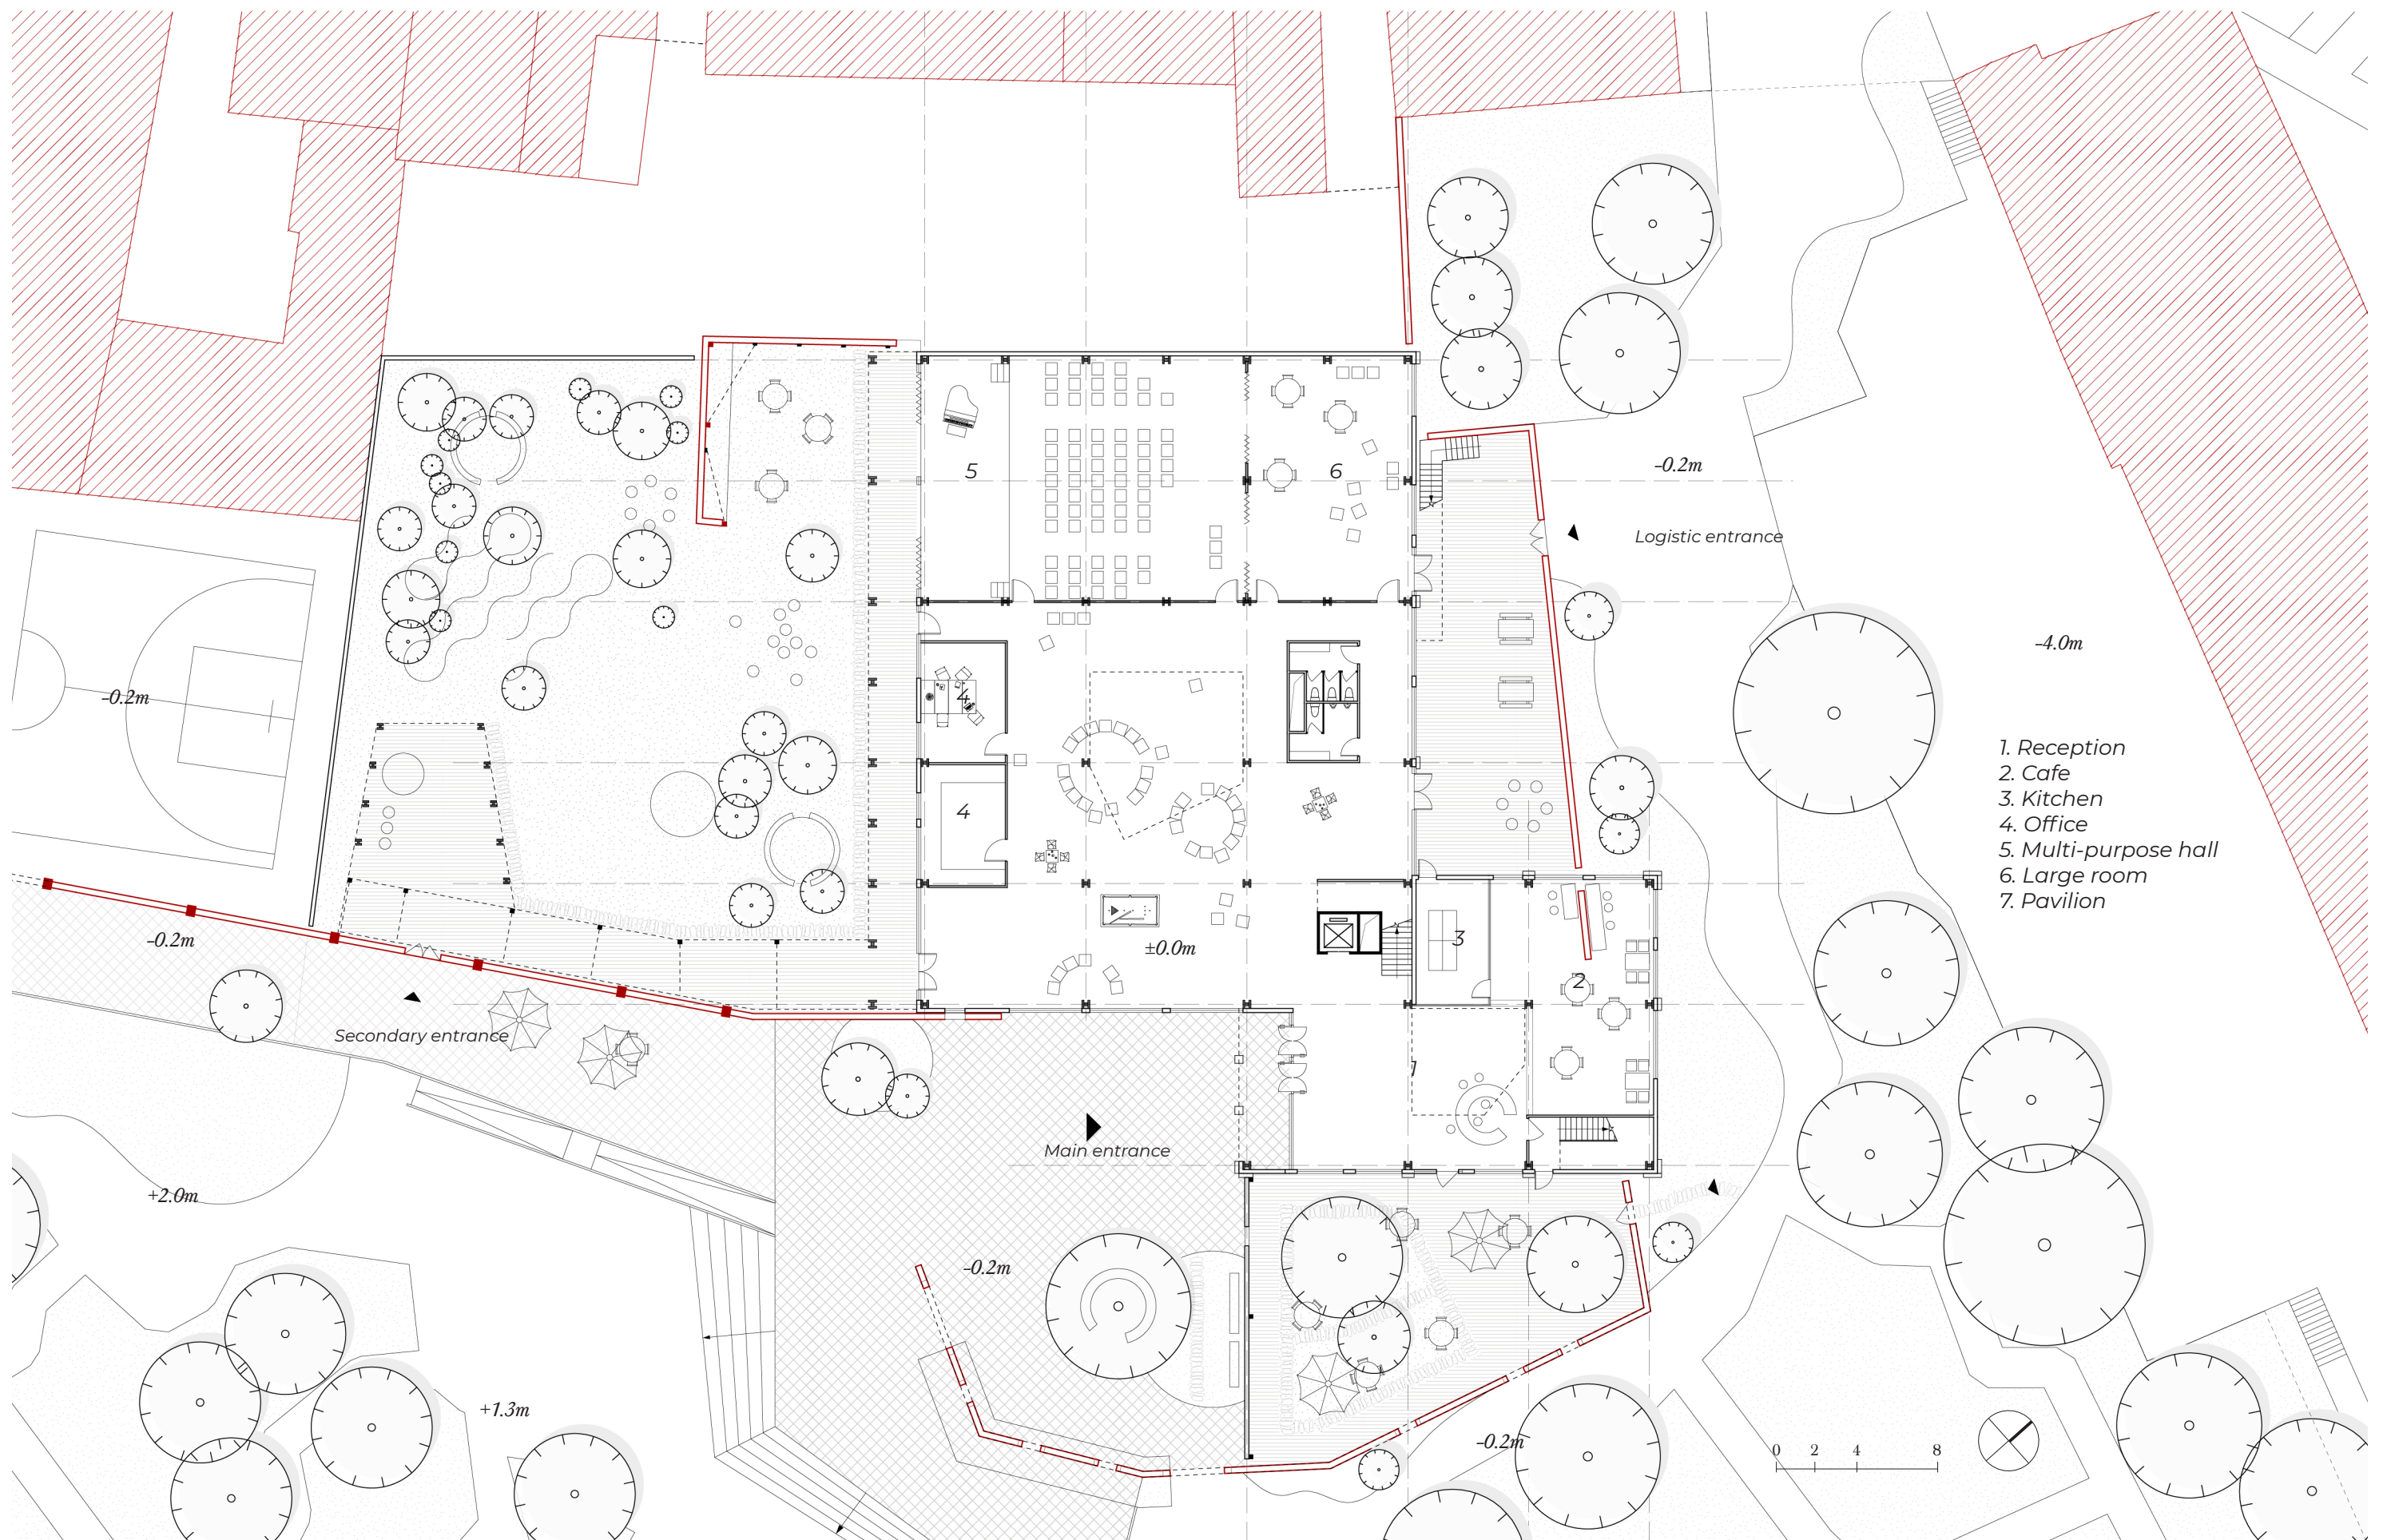 5
6
-0.2m
Logistic entrance
-4.0m
-0.2m
4
1. Reception
2. Cafe
3. Kitchen
4. Office
5. Multi-purpose hall
6. Large room
7. Pavilion
4
-0.2m
±0.0m
3
2
Secondary entrance
1
Main entrance
+2.0m
-0.2m
+1.3m
-0.2m
0 2 4 8